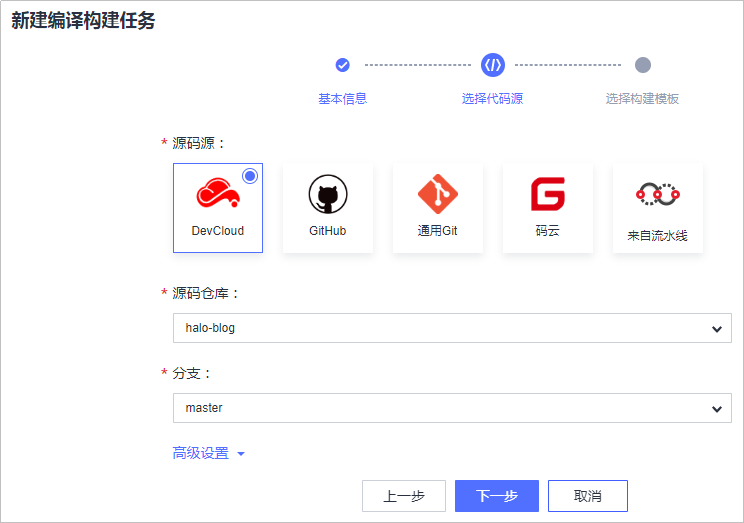 新建编译构建任务
基本信息
选择代码源
选择构建模板
* 源码源：
DevCloud
GitHub
通用Git
码云
来自流水线
* 源码仓库：
halo-blog
* 分支：
master
高级设置
上一步
下一步
取消